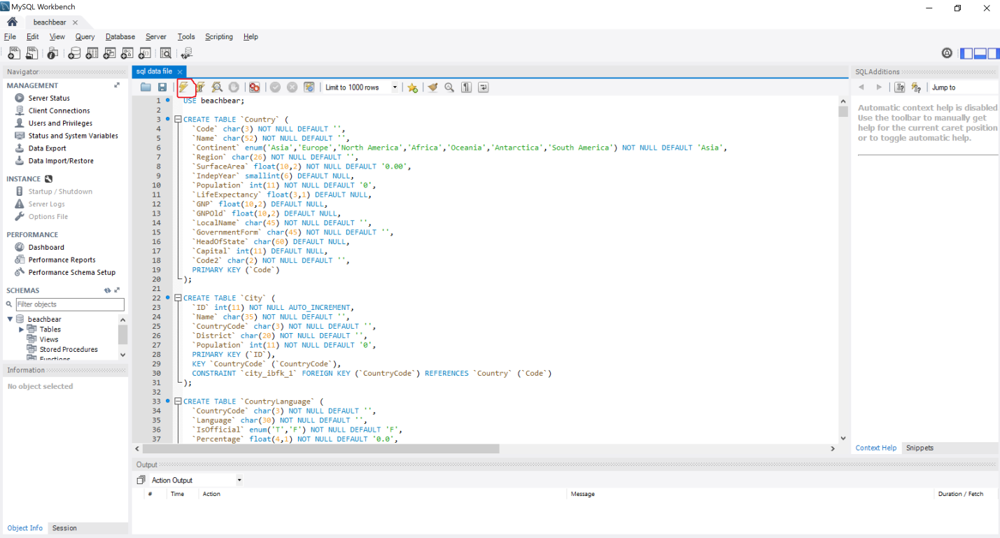 MySQL Workbench
beachbear
File Edit View Query Database Server Tools Scripting Help
Navigator
MANAGEMENT
Server Status
Client Connections
Users and Privileges
Status and System Variables
Data Export
Data Import/Restore
INSTANCE
Startup / Shutdown
Server Logs
Options File
PERFORMANCE
Dashboard
Performance Reports
Performance Schema Setup
SCHEMAS
Filter objects
beachbear
Tables
Views
Stored Procedures
Functions
Information
No object selected
Object Info Session
sql data file
Limit to 1000 rows
1 USE beachbear;
2
3 CREATE TABLE `Country` (
4 `Code` char(3) NOT NULL DEFAULT '',
5 `Name` char(52) NOT NULL DEFAULT '',
6 `Continent` enum('Asia','Europe','North America','Africa','Oceania','Antarctica','South America') NOT NULL DEFAULT 'Asia',
7 `Region` char(26) NOT NULL DEFAULT '',
8 `SurfaceArea` float(10,2) NOT NULL DEFAULT '0.00',
9 `IndepYear` smallint(6) DEFAULT NULL,
10 `Population` int(11) NOT NULL DEFAULT '0',
11 `LifeExpectancy` float(3,1) DEFAULT NULL,
12 `GNP` float(10,2) DEFAULT NULL,
13 `GNPOld` float(10,2) DEFAULT NULL,
14 `LocalName` char(45) NOT NULL DEFAULT '',
15 `GovernmentForm` char(45) NOT NULL DEFAULT '',
16 `HeadOfState` char(60) DEFAULT NULL,
17 `Capital` int(11) DEFAULT NULL,
18 `Code2` char(2) NOT NULL DEFAULT '',
19 PRIMARY KEY (`Code`)
20 );
21
22 CREATE TABLE `City` (
23 `ID` int(11) NOT NULL AUTO_INCREMENT,
24 `Name` char(35) NOT NULL DEFAULT '',
25 `CountryCode` char(3) NOT NULL DEFAULT '',
26 `District` char(20) NOT NULL DEFAULT '',
27 `Population` int(11) NOT NULL DEFAULT '0',
28 PRIMARY KEY (`ID`),
29 KEY `CountryCode` (`CountryCode`),
30 CONSTRAINT `city_ibfk_1` FOREIGN KEY (`CountryCode`) REFERENCES `Country` (`Code`)
31 );
32
33 CREATE TABLE `CountryLanguage` (
34 `CountryCode` char(3) NOT NULL DEFAULT '',
35 `Language` char(30) NOT NULL DEFAULT '',
36 `IsOfficial` enum('T','F') NOT NULL DEFAULT 'F',
37 `Percentage` float(4,1) NOT NULL DEFAULT '0.0',
Output
Action Output
# Time Action Message Duration / Fetch
SQLAdditions
Jump to
Automatic context help is disabled
Use the toolbar to manually get
help for the current caret position
or to toggle automatic help.
Context Help Snippets